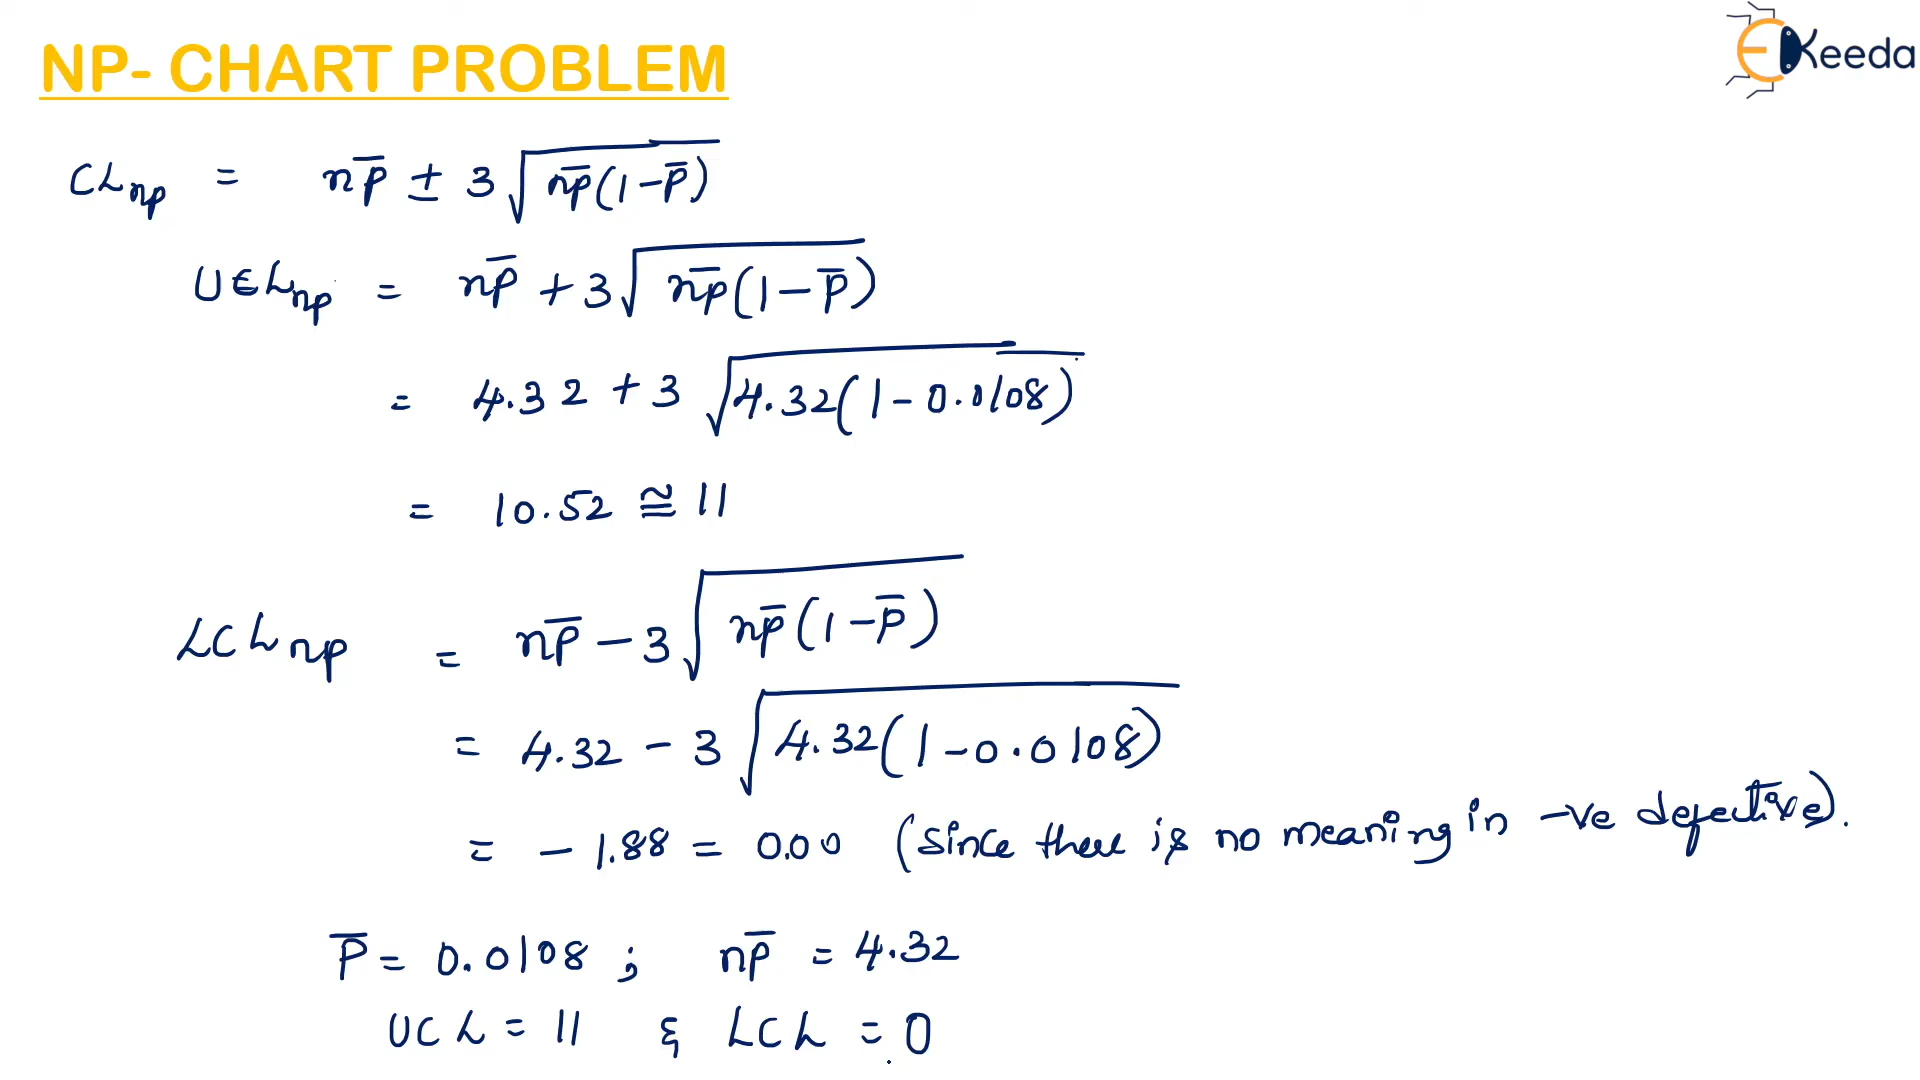 NP- CHART PROBLEM
EKeeda
CLnp = np̅ ± 3√np̅(1-p̅)
UCLnp = np̅ + 3√np̅(1-p̅)
= 4.32 + 3√4.32(1-0.0108)
= 10.52 ≅ 11
LCLnp = np̅ - 3√np̅(1-p̅)
= 4.32 - 3√4.32(1-0.0108)
= -1.88 = 0.00 (since there is no meaning in -ve defective).
P̅ = 0.0108 ; np̅ = 4.32
UCL = 11 & LCL = 0